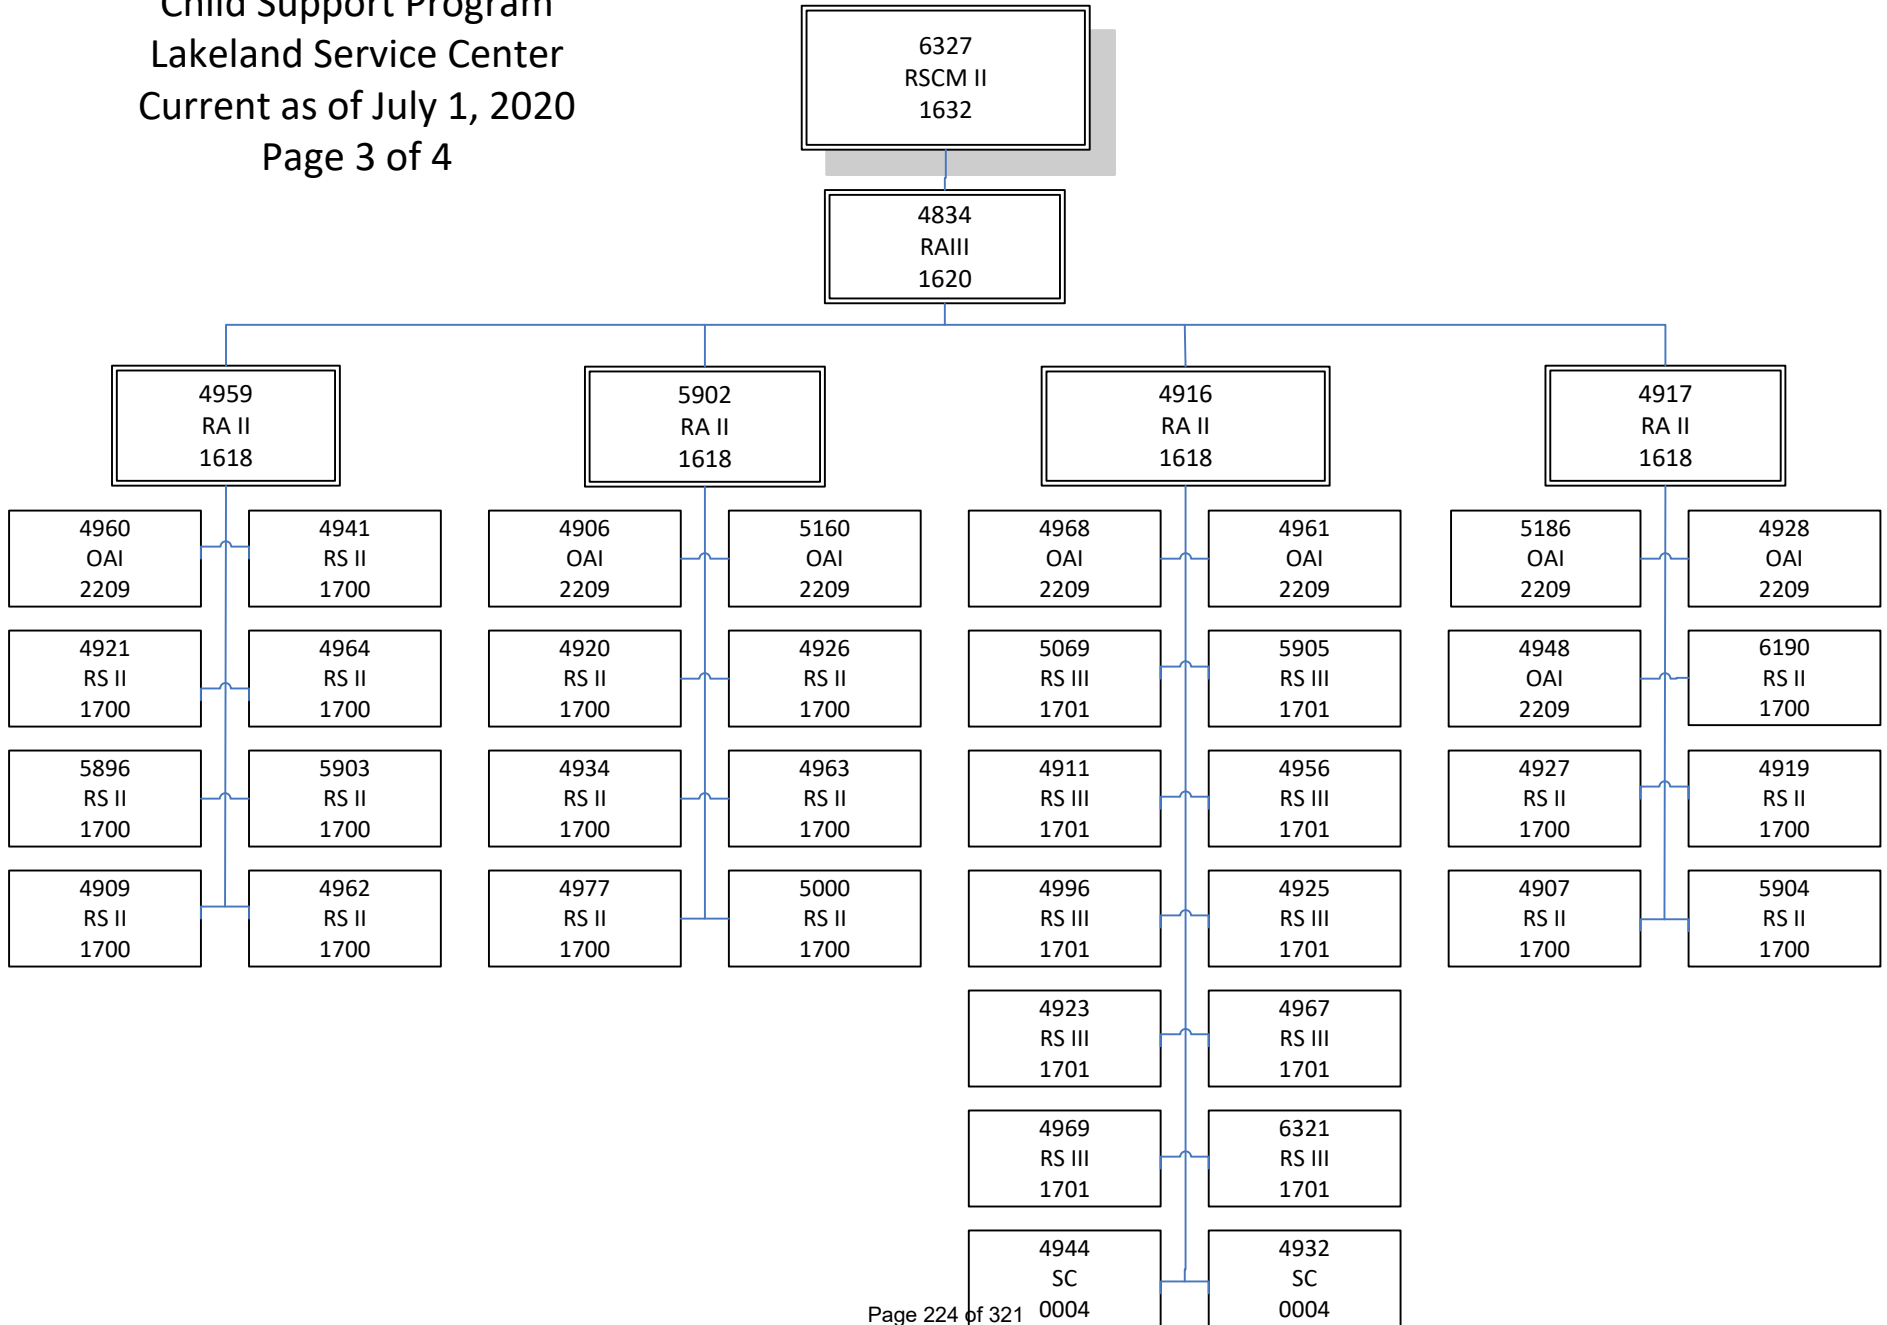 Child Support Program
Lakeland Service Center
Current as of July 1, 2020
Page 3 of 4
6327
RSCM II
1632
4834
RAIII
1620
4959
RA II
1618
5902
RA II
1618
4916
RA II
1618
4917
RA II
1618
4960
OAI
2209
4941
RS II
1700
4906
OAI
2209
5160
OAI
2209
4968
OAI
2209
4961
OAI
2209
5186
OAI
2209
4928
OAI
2209
4921
RS II
1700
4964
RS II
1700
4920
RS II
1700
4926
RS II
1700
5069
RS III
1701
5905
RS III
1701
4948
OAI
2209
6190
RS II
1700
5896
RS II
1700
5903
RS II
1700
4934
RS II
1700
4963
RS II
1700
4911
RS III
1701
4956
RS III
1701
4927
RS II
1700
4919
RS II
1700
4909
RS II
1700
4962
RS II
1700
4977
RS II
1700
5000
RS II
1700
4996
RS III
1701
4925
RS III
1701
4907
RS II
1700
5904
RS II
1700
4923
RS III
1701
4967
RS III
1701
4969
RS III
1701
6321
RS III
1701
4944
SC
0004
4932
SC
0004
Page 224 of 321